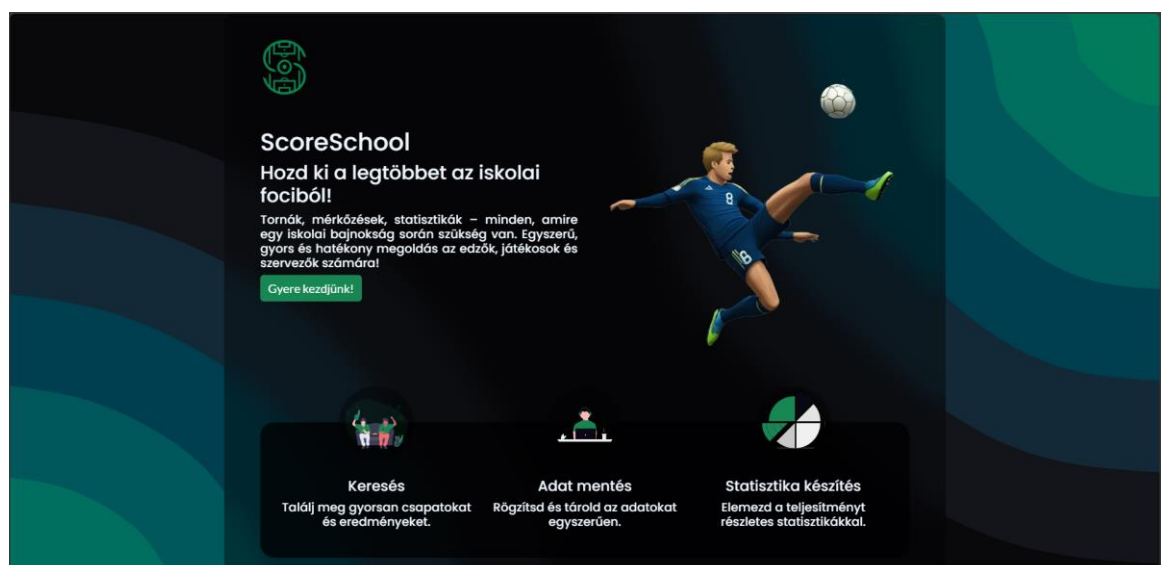 ScoreSchool
Hozd ki a legtöbbet az iskolai
fociból!
Tornák, mérkőzések, statisztikák – minden, amire
egy iskolai bajnokság során szükség van. Egyszerű,
gyors és hatékony megoldás az edzők, játékosok és
szervezők számára!
Gyere kezdjünk!
8
8
Keresés
Találj meg gyorsan csapatokat
és eredményeket.
Adat mentés
Rögzítsd és tárold az adatokat
egyszerűen.
Statisztika készítés
Elemezd a teljesítményt
részletes statisztikákkal.